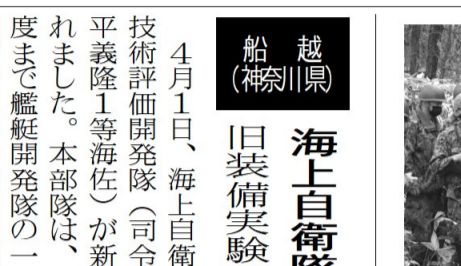 船越
(神奈川県)
海上自衛隊
旧装備実験
４月１日、海上自衛
技術評価開発隊（司令
平義隆１等海佐）が新
れました。本部隊は、
度まで艦艇開発隊の一